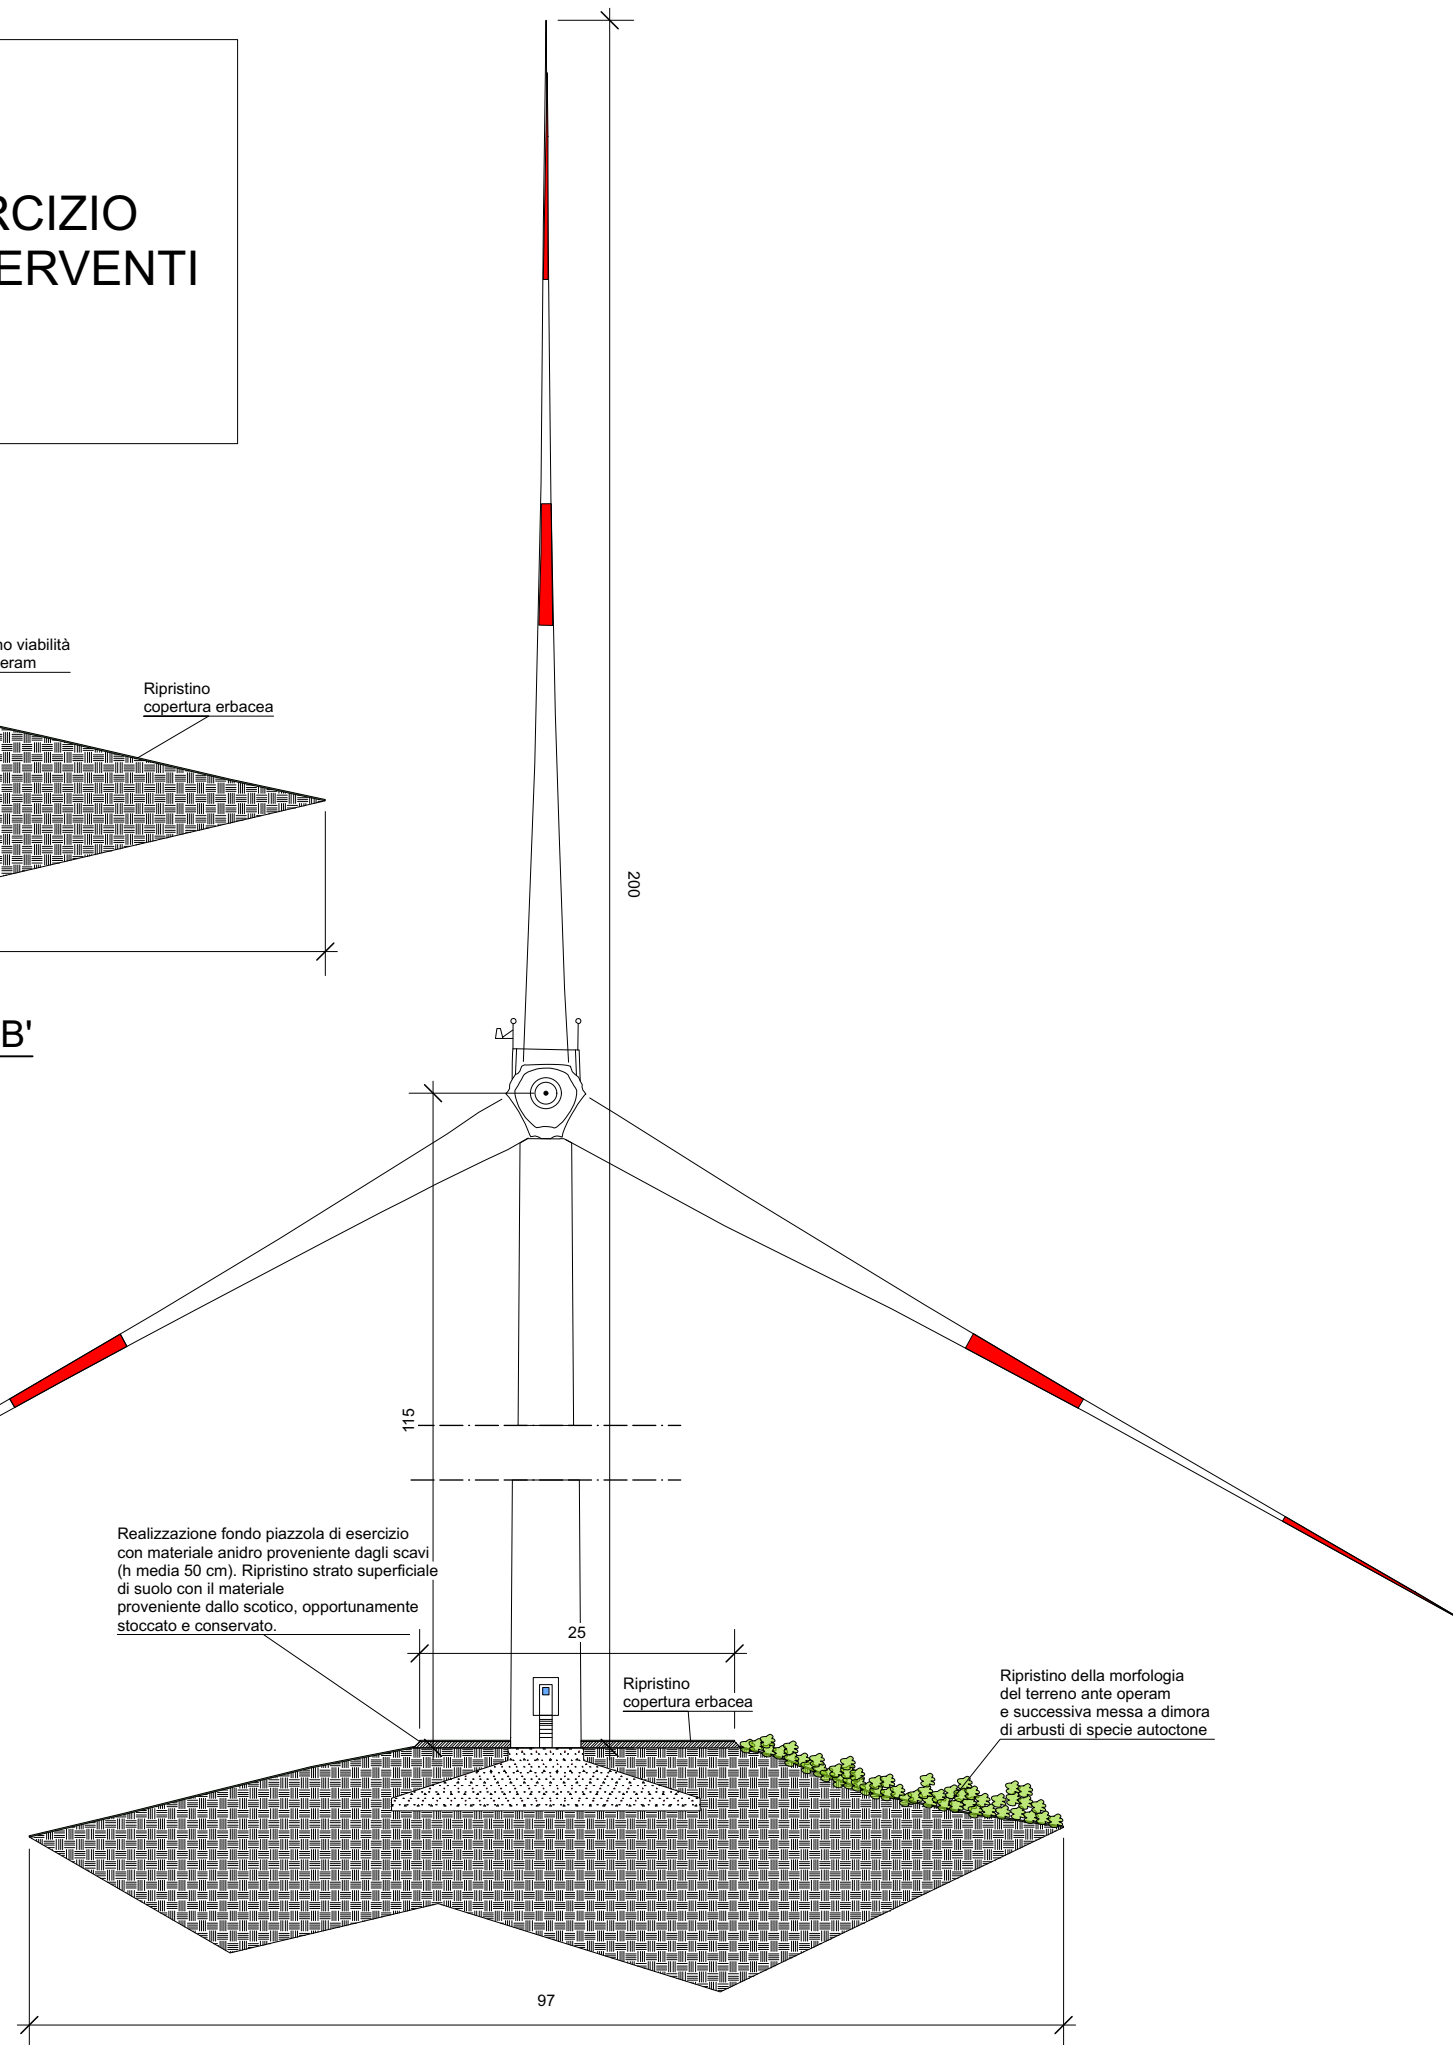 RCIZIO
ERVENTI
no viabilità
eram
Ripristino
copertura erbacea
B'
200
115
Realizzazione fondo piazzola di esercizio
con materiale anidro proveniente dagli scavi
(h media 50 cm). Ripristino strato superficiale
di suolo con il materiale
proveniente dallo scotico, opportunamente
stoccato e conservato.
25
Ripristino
copertura erbacea
Ripristino della morfologia
del terreno ante operam
e successiva messa a dimora
di arbusti di specie autoctone
97